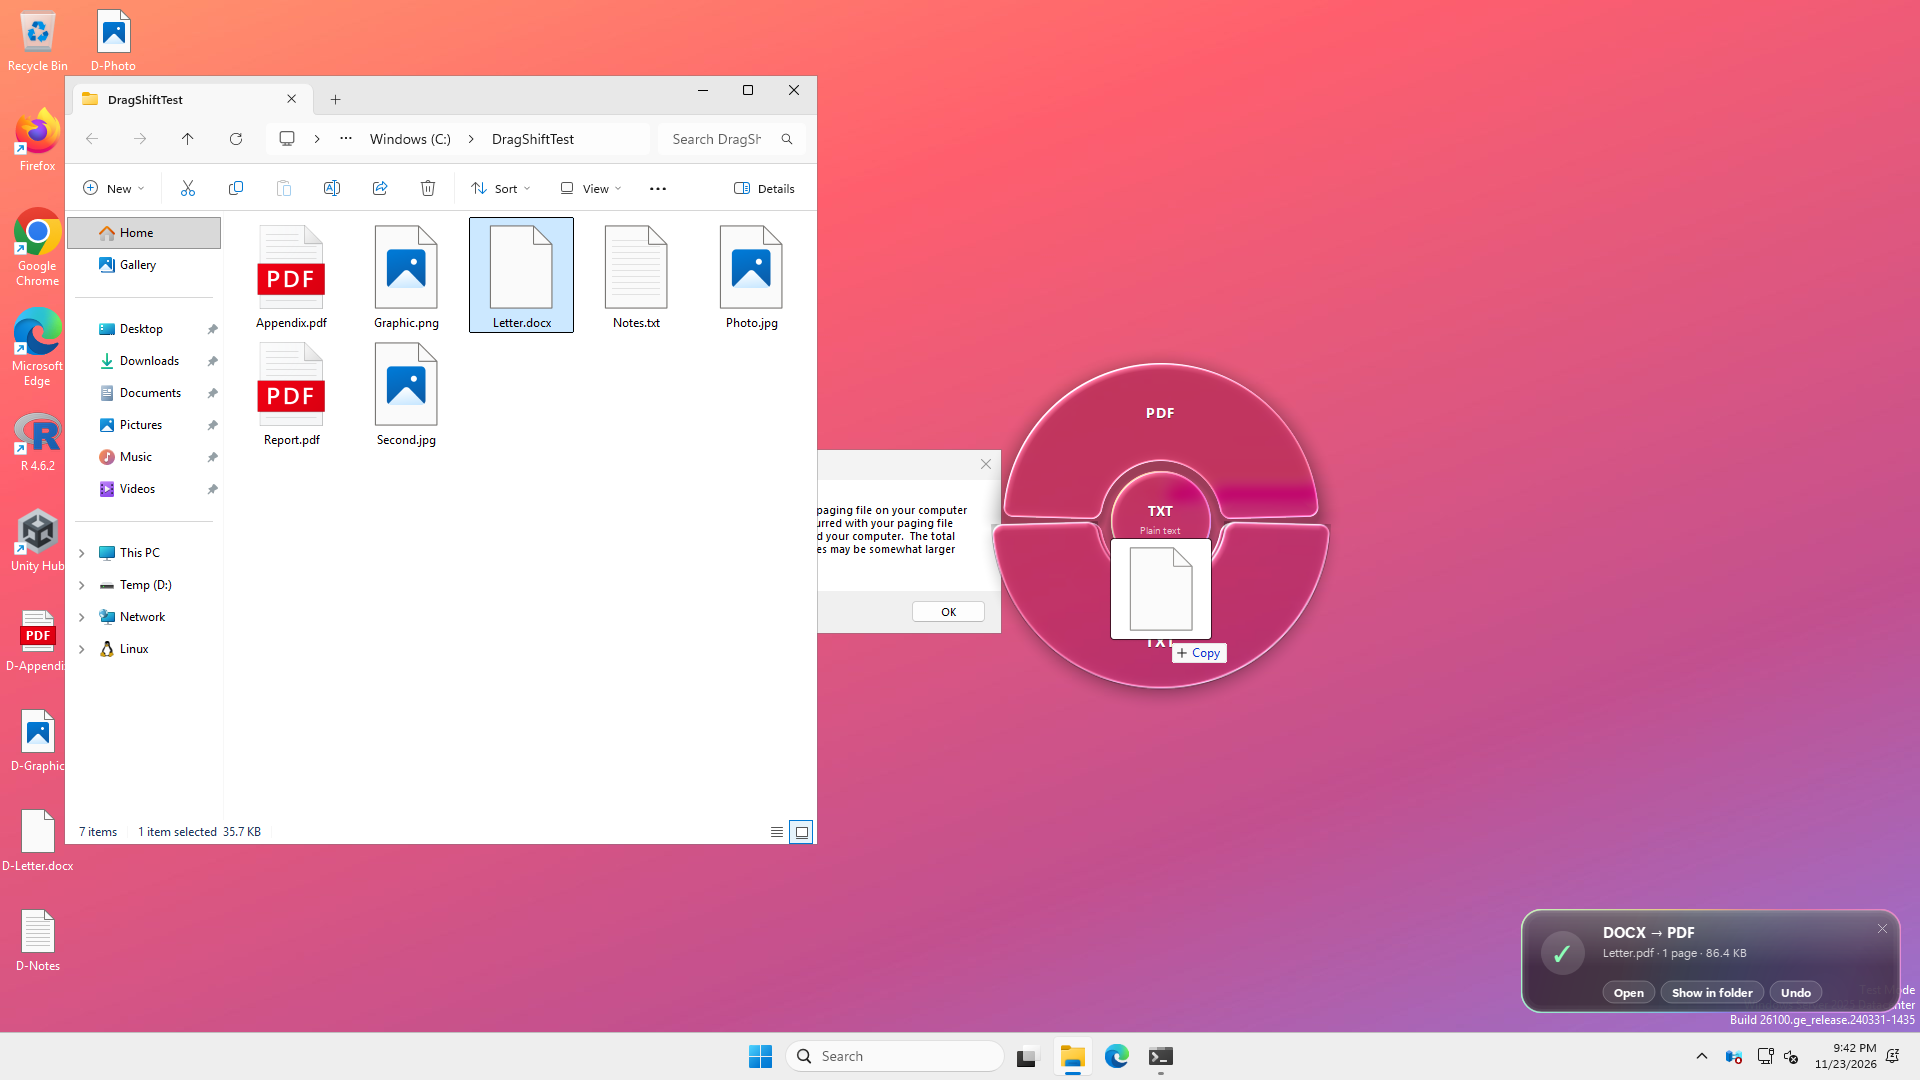 Recycle Bin
D-Photo
Firefox
Google
Chrome
Microsoft
Edge
R 4.6.2
Unity Hub
PDF
D-Appendi
D-Graphic
D-Letter.docx
D-Notes
DragShiftTest
Windows (C:)
DragShiftTest
Search DragSh
New
Sort
View
Details
Home
Gallery
Desktop
Downloads
Documents
Pictures
Music
Videos
This PC
Temp (D:)
Network
Linux
PDF
Appendix.pdf
Graphic.png
Letter.docx
Notes.txt
Photo.jpg
PDF
Report.pdf
Second.jpg
7 items
1 item selected 35.7 KB
paging file on your computer
urred with your paging file
d your computer. The total
es may be somewhat larger
OK
PDF
TXT
Plain text
TXT
+ Copy
DOCX → PDF
Letter.pdf · 1 page · 86.4 KB
Open
Show in folder
Undo
Build 26100.ge_release.240331-1435
Search
9:42 PM
11/23/2026